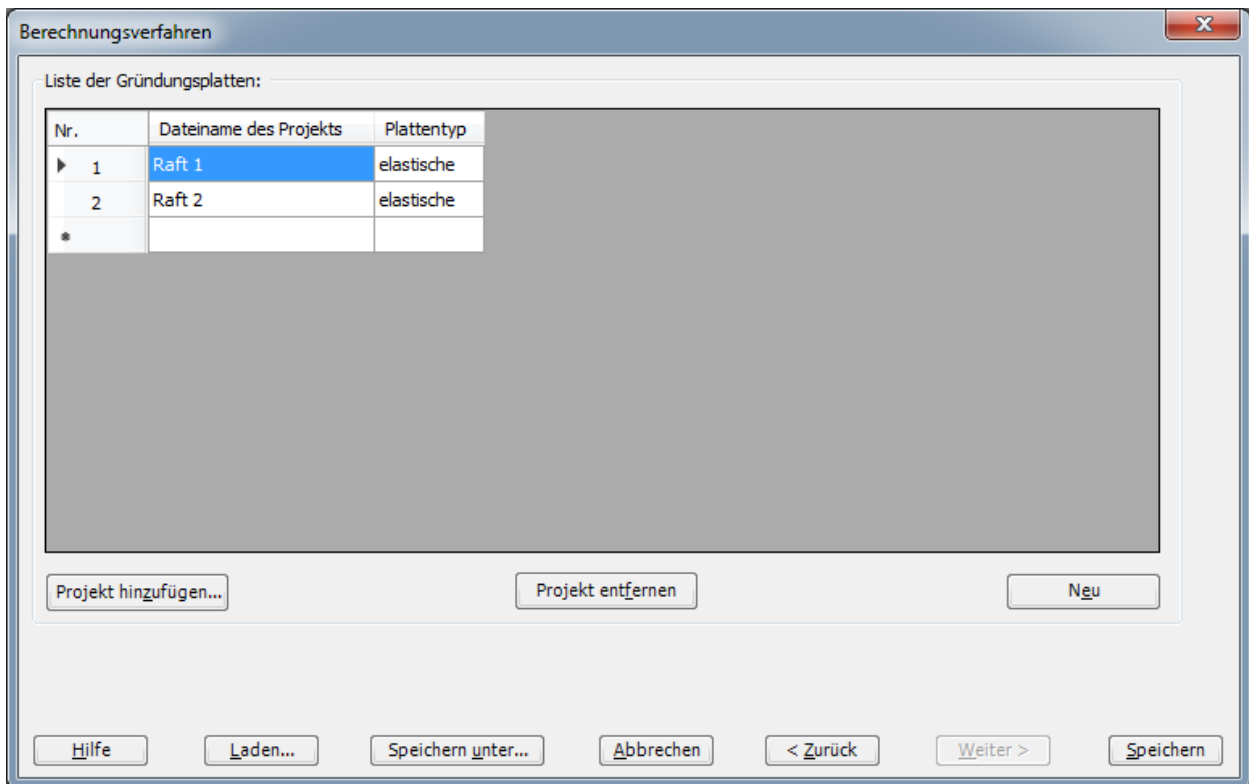 Berechnungsverfahren
Liste der Gründungsplatten:
Nr. Dateiname des Projekts Plattentyp
1 Raft 1 elastische
2 Raft 2 elastische
Projekt hinzufügen... Projekt entfernen Neu
Hilfe Laden... Speichern unter... Abbrechen < Zurück Weiter > Speichern